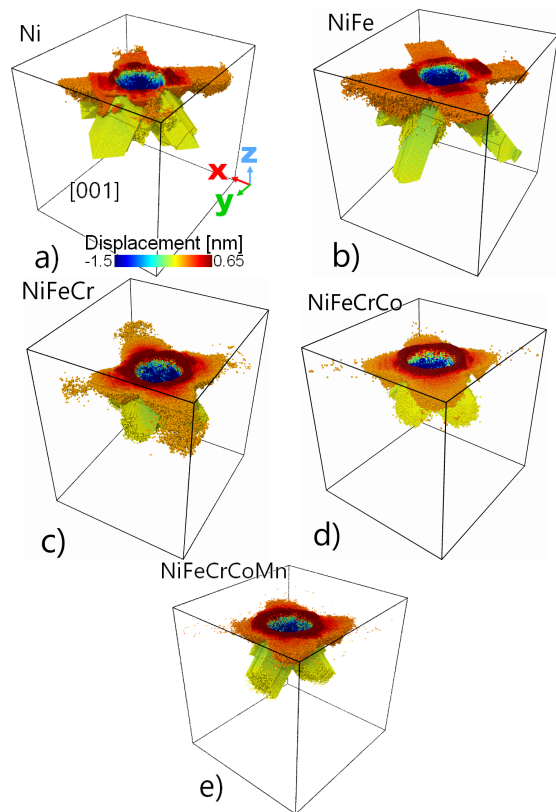 Ni
NiFe
[001]
z
x
y
Displacement [nm]
-1.5 0.65
a)
b)
NiFeCr
NiFeCrCo
c)
d)
NiFeCrCoMn
e)